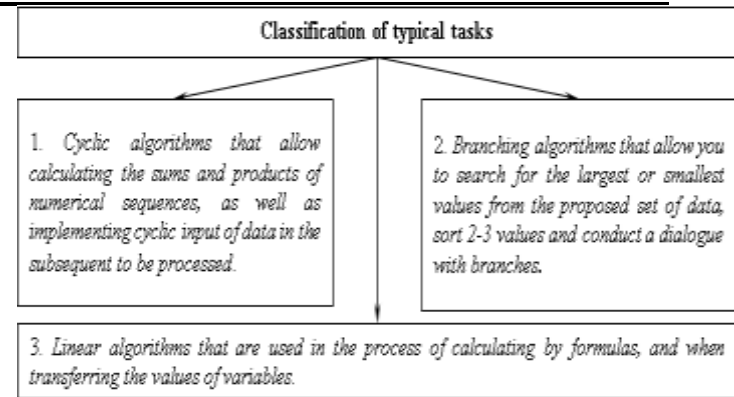 Classification of typical tasks
1. Cyclic algorithms that allow
calculating the sums and products of
numerical sequences, as well as
implementing cyclic input of data in the
subsequent to be processed.
2. Branching algorithms that allow you
to search for the largest or smallest
values from the proposed set of data,
sort 2-3 values and conduct a dialogue
with branches.
3. Linear algorithms that are used in the process of calculating by formulas, and when
transferring the values of variables.